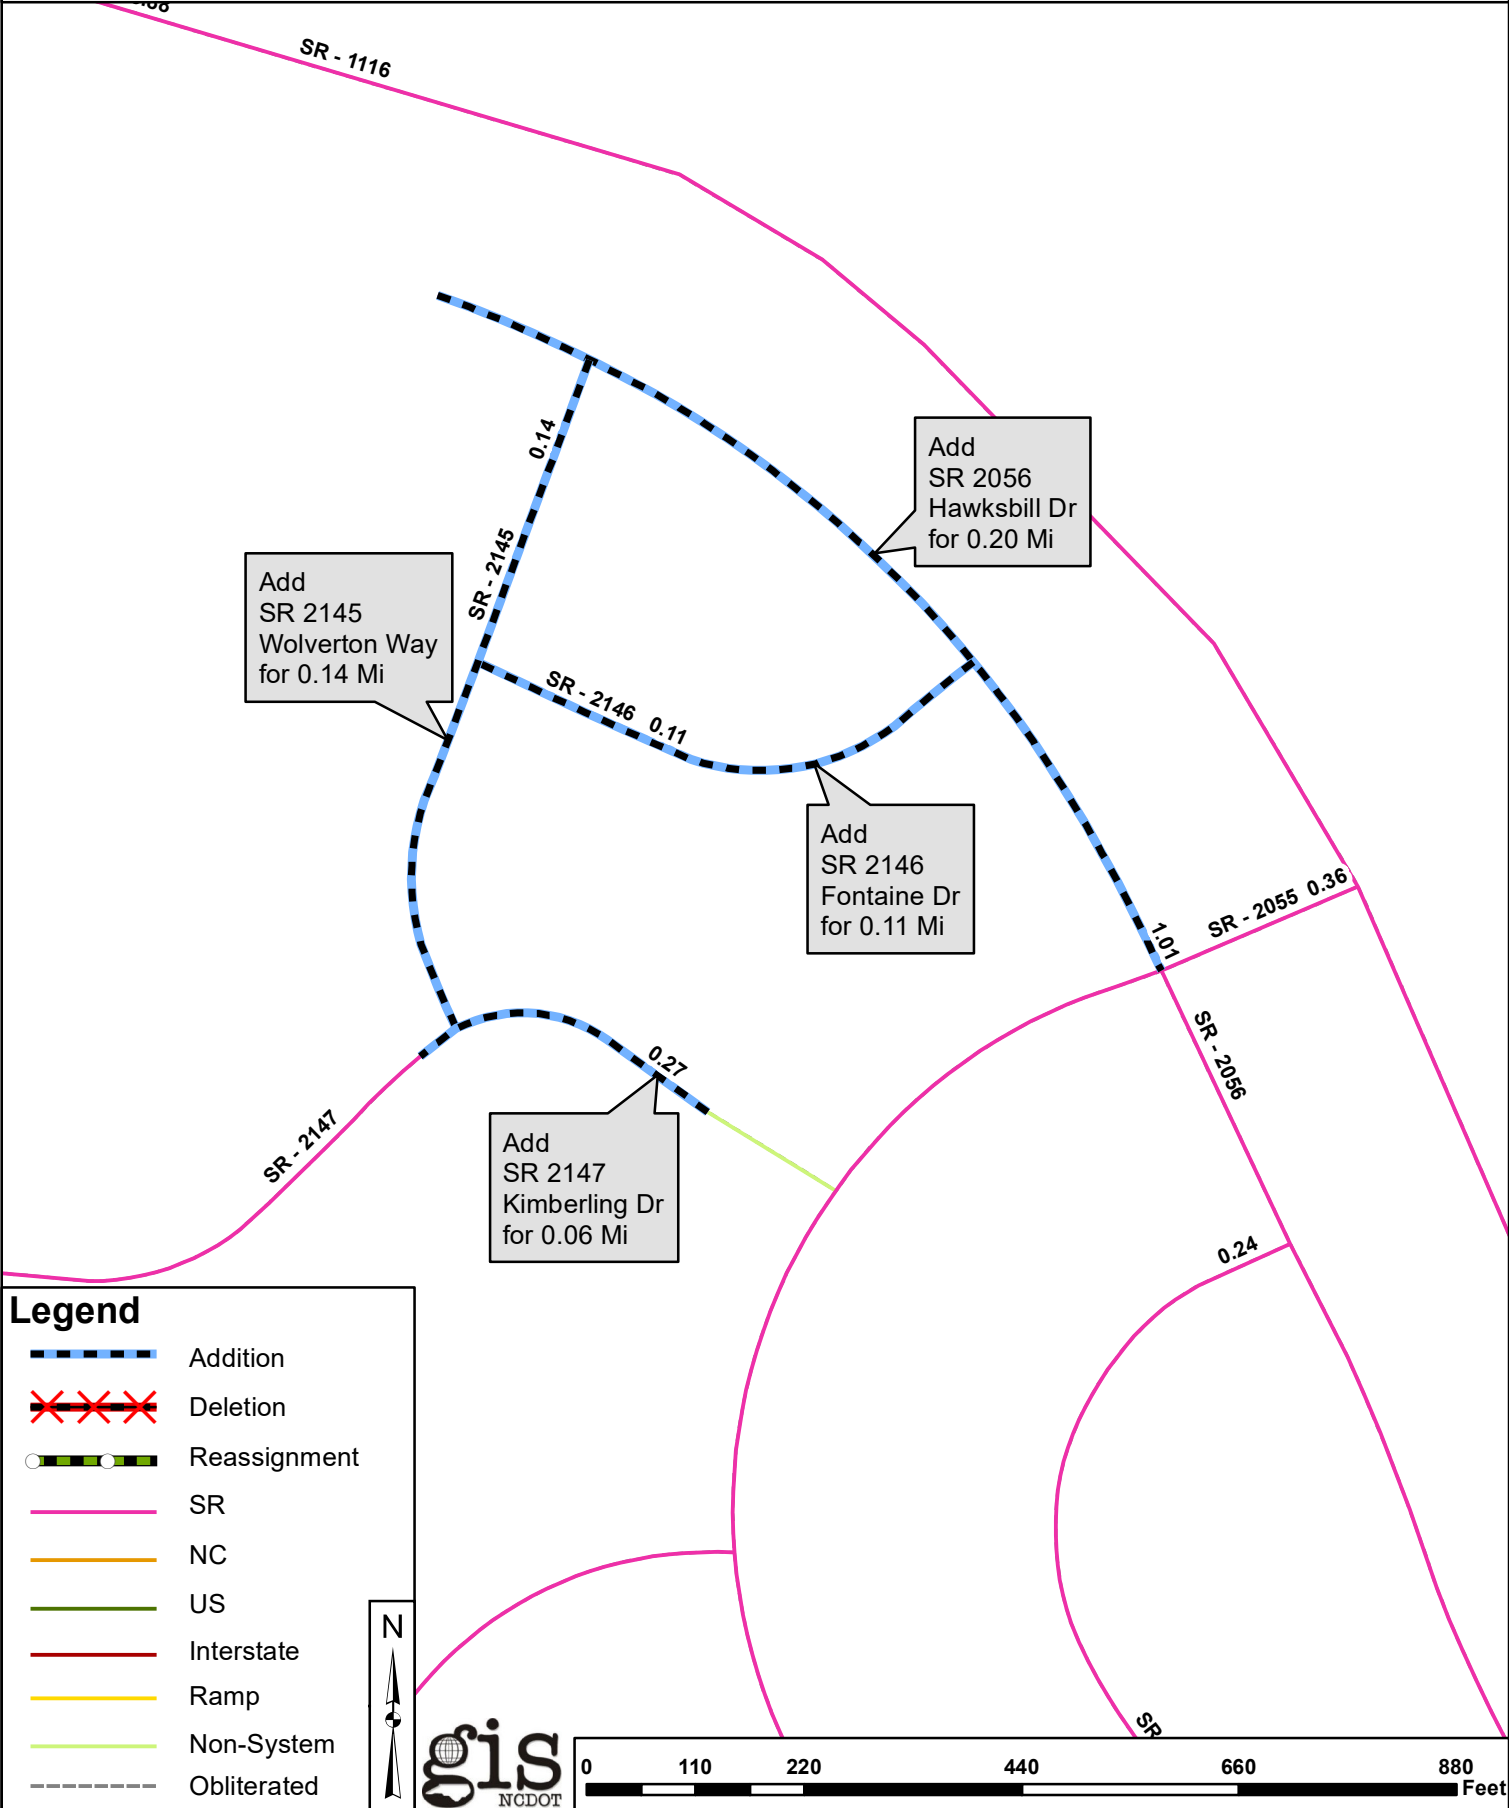 SR - 1116
Add
SR 2056
Hawksbill Dr
for 0.20 Mi
0.14
SR - 2145
Add
SR 2145
Wolverton Way
for 0.14 Mi
SR - 2146 0.11
Add
SR 2146
Fontaine Dr
for 0.11 Mi
SR - 2055 0.36
1.01
SR - 2056
0.27
SR - 2147
Add
SR 2147
Kimberling Dr
for 0.06 Mi
0.24
SR
Legend
Addition
Deletion
Reassignment
SR
NC
US
Interstate
Ramp
Non-System
Obliterated
N
gis
NCDOT
0 110 220 440 660 880
Feet